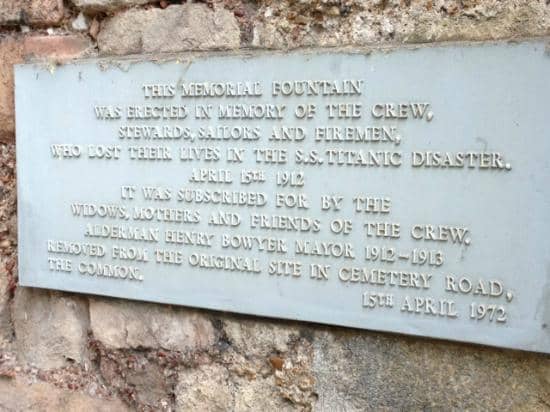 THIS MEMORIAL FOUNTAIN
WAS ERECTED IN MEMORY OF THE CREW,
STEWARDS, SAILORS AND FIREMEN,
WHO LOST THEIR LIVES IN THE S.S. TITANIC DISASTER.
APRIL 15TH 1912
IT WAS SUBSCRIBED FOR BY THE
WIDOWS, MOTHERS AND FRIENDS OF THE CREW.
ALDERMAN HENRY BOWYER MAYOR 1912-1913
REMOVED FROM THE ORIGINAL SITE IN CEMETERY ROAD,
THE COMMON.
15TH APRIL 1972